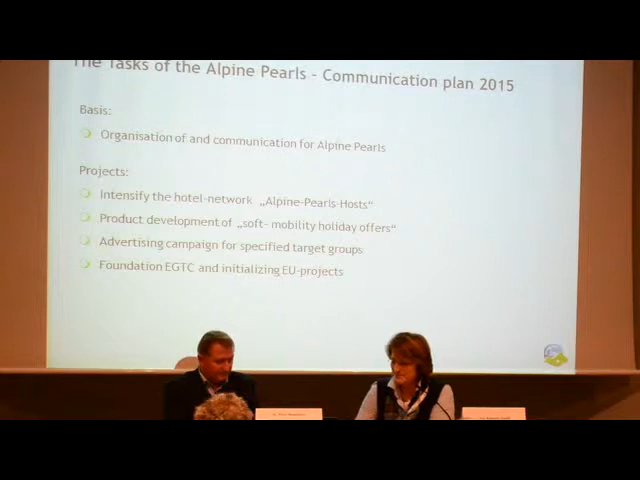 The Tasks of the Alpine Pearls - Communication plan 2015
Basis:
Organisation of and communication for Alpine Pearls
Projects:
Intensify the hotel-network „Alpine-Pearls-Hosts“
Product development of „soft- mobility holiday offers“
Advertising campaign for specified target groups
Foundation EGTC and initializing EU-projects